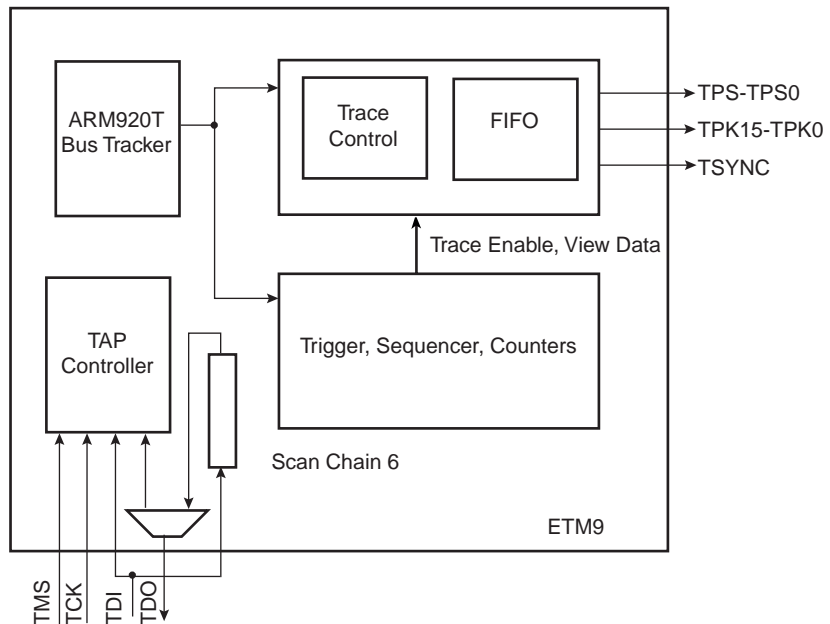 ARM920T
Bus Tracker
Trace
Control
FIFO
TPS-TPS0
TPK15-TPK0
TSYNC
Trace Enable, View Data
TAP
Controller
Trigger, Sequencer, Counters
Scan Chain 6
ETM9
TMS
TCK
TDI
TDO